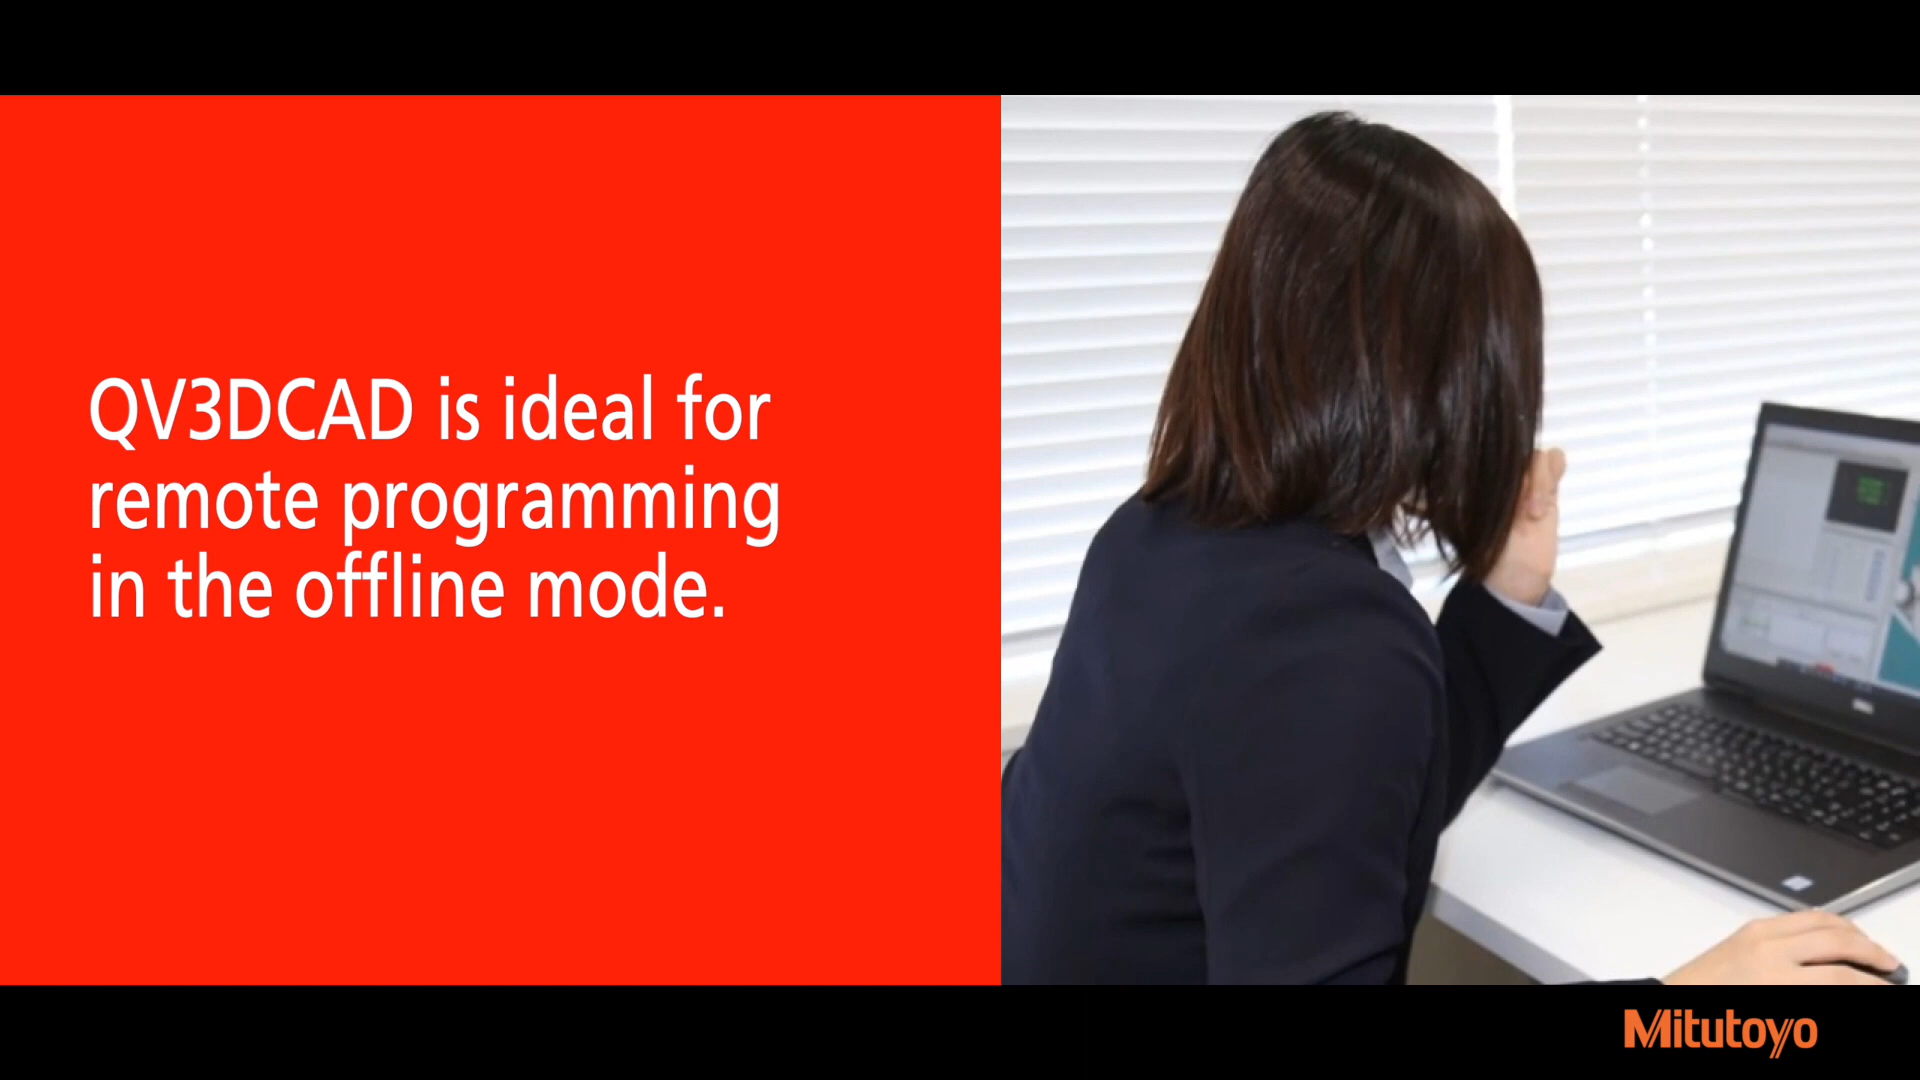 QV3DCAD is ideal for
remote programming
in the offline mode.
Mitutoyo